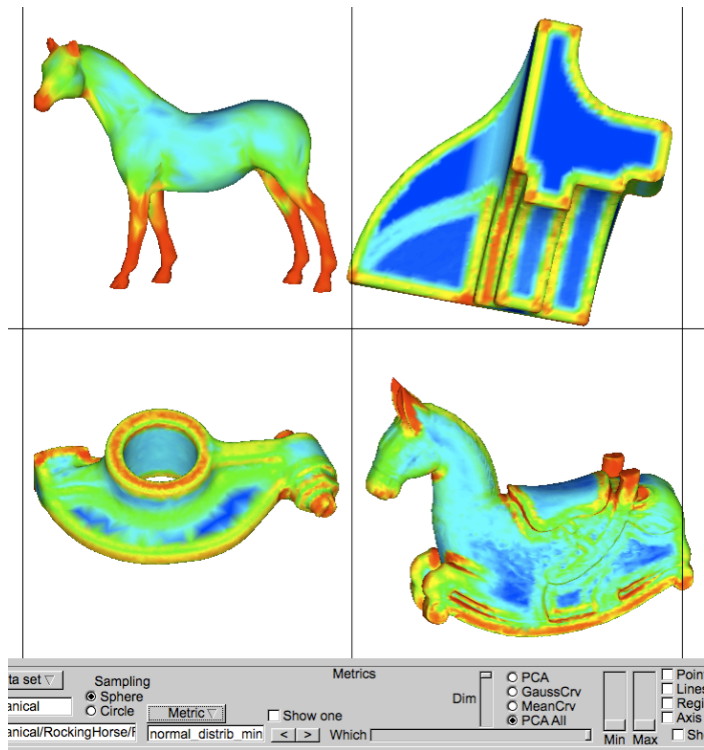 ta set
Sampling
Metrics
Sphere
Circle
Metric
anical
anical/RockingHorse/F
normal_distrib_min
Show one
< >
Which
Dim
PCA
GaussCrv
MeanCrv
PCA All
Min Max
Poin
Lines
Regi
Axis
Sh